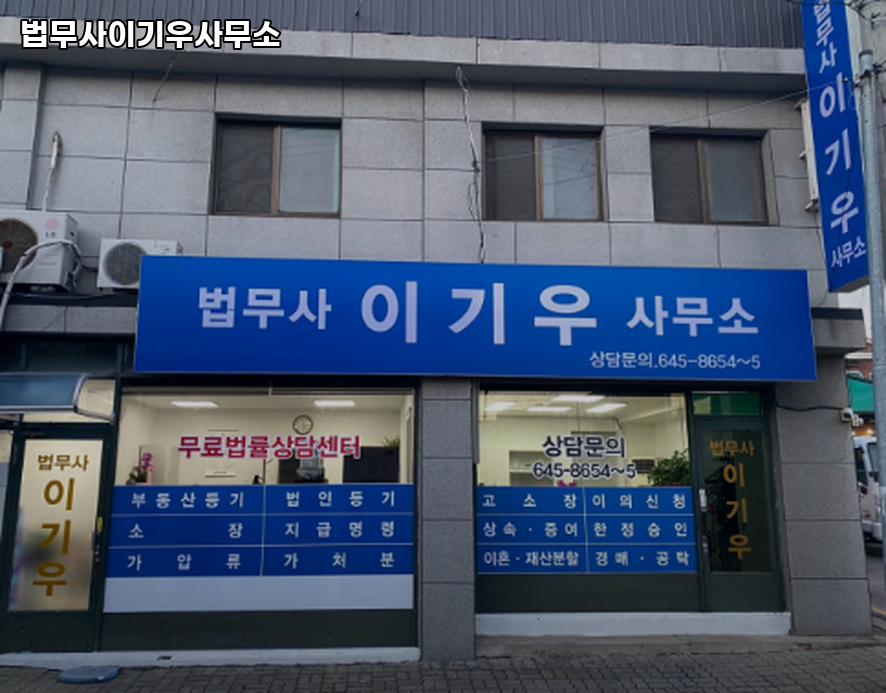 법무사이기우사무소
법무사 이기우 사무소
법무사 이기우 사무소
상담문의.645-8654~5
무료법률상담센터
부동산등기 법인등기
소장 지급명령
가압류 가처분
상담문의
645-8654~5
고소장 이의신청
상속·증여 한정승인
이혼·재산분할 경매·공탁
법무사 이기우
법무사 이기우
LG